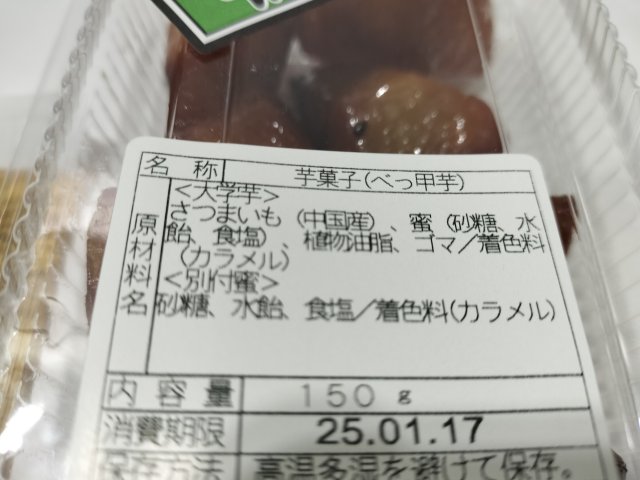 名称 芋菓子(べっ甲芋)
原材料名
<大学芋>
さつまいも(中国産)、蜜(砂糖、水
飴、食塩)、植物油脂、ゴマ/着色料
(カラメル)
<別付蜜>
砂糖、水飴、食塩/着色料(カラメル)
内容量 150g
消費期限 25.01.17
保存方法 高温多湿を避けて保存。